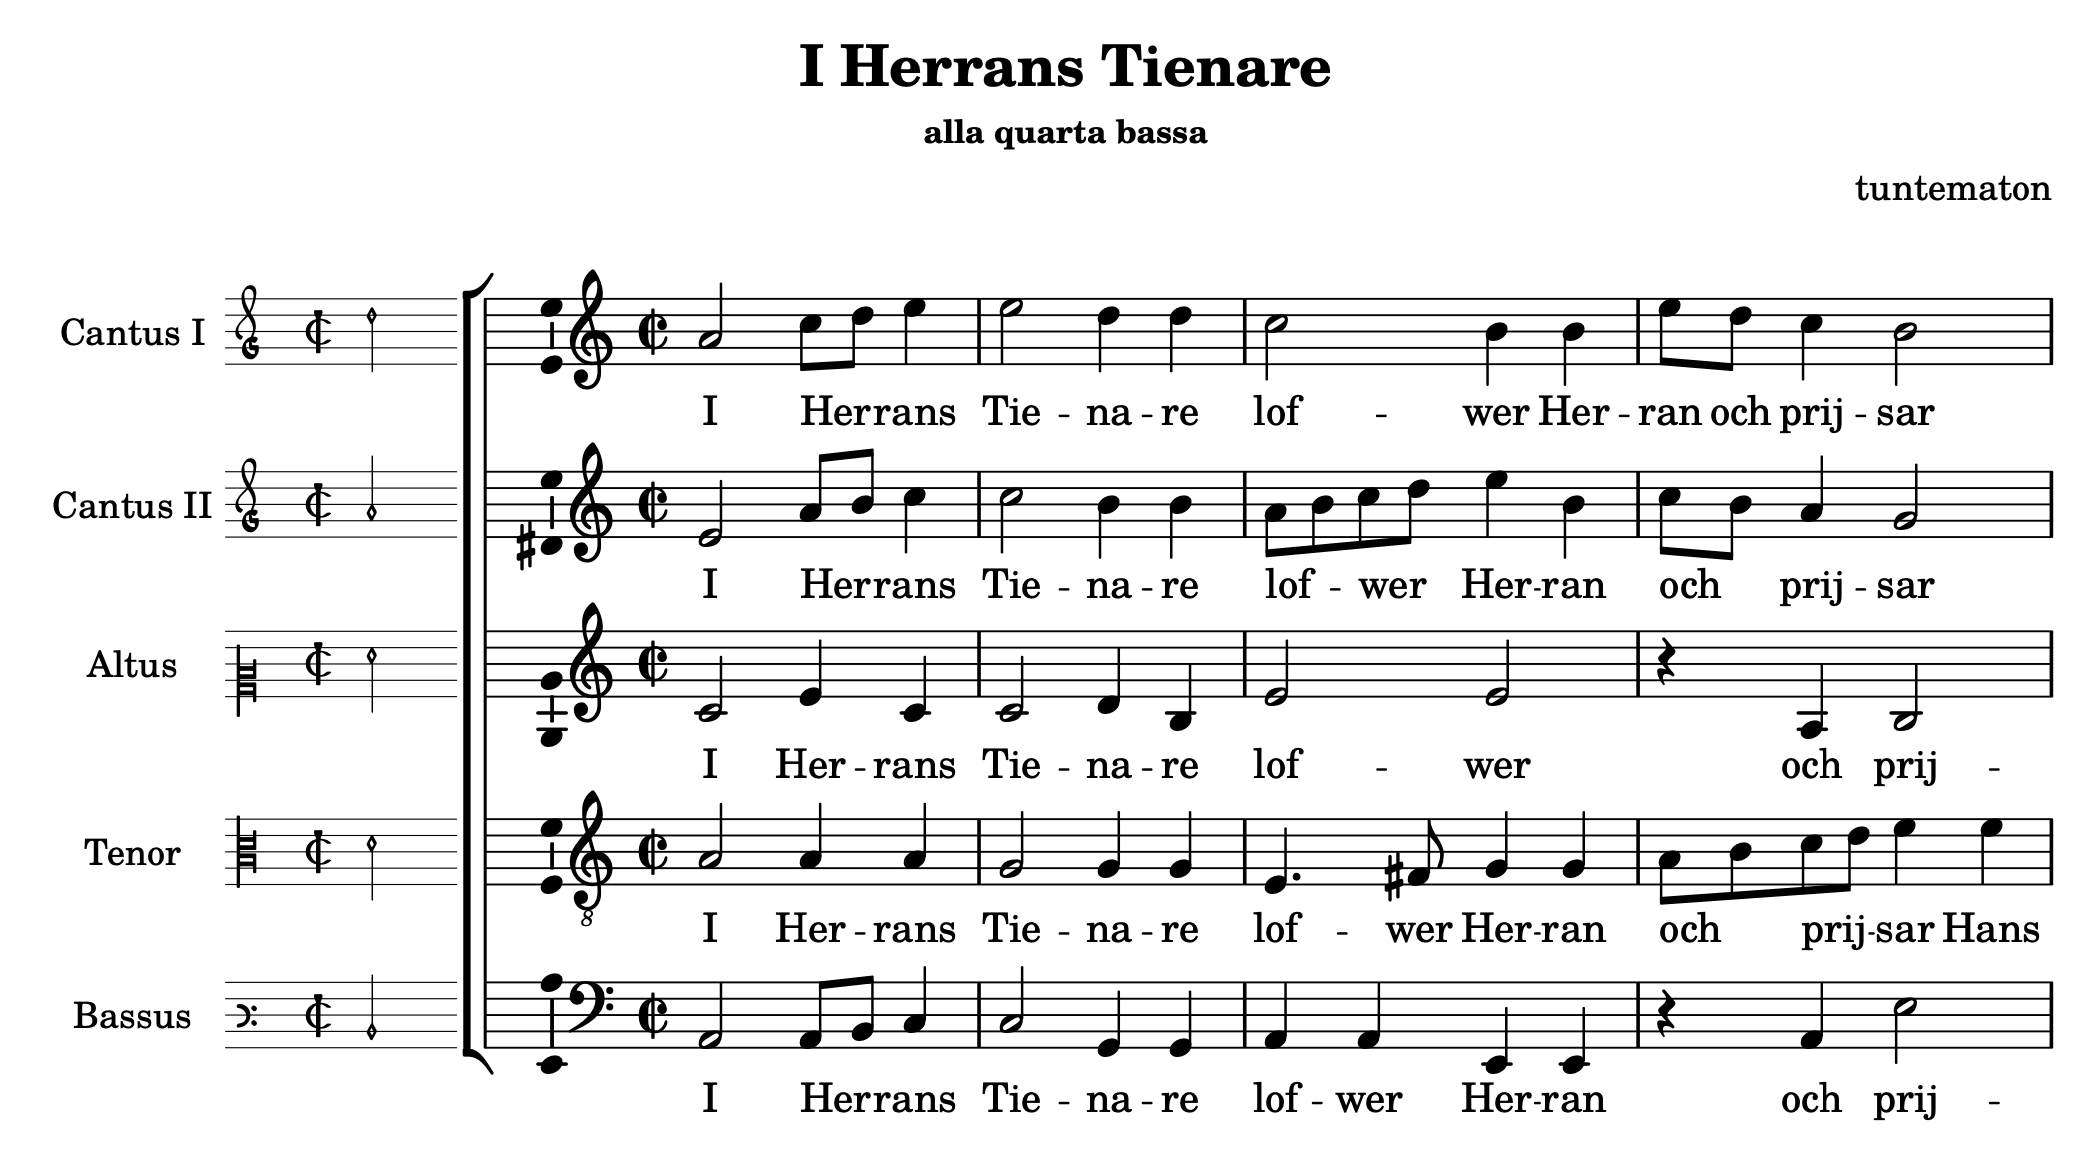 I Herrans Tienare
alla quarta bassa
tuntematon
Cantus I
I Herrans Tie - na - re lof - wer Her - ran och prij - sar
Cantus II
I Herrans Tie - na - re lof - wer Her - ran och prij - sar
Altus
I Her - rans Tie - na - re lof - wer och prij -
Tenor
8
I Her - rans Tie - na - re lof - wer Her - ran och prij - sar Hans
Bassus
I Herrans Tie - na - re lof - wer Her - ran och prij -